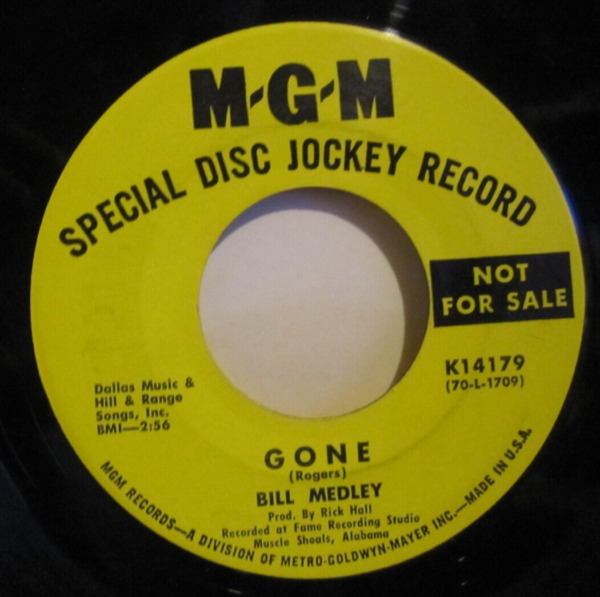 M-G-M
SPECIAL DISC JOCKEY RECORD
NOT
FOR SALE
K14179
(70-L-1709)
Dallas Music &
Hill & Range
Songs, Inc.
BMI—2:56
GONE
(Rogers)
BILL MEDLEY
Prod. By Rick Hall
Recorded at Fame Recording Studio
Muscle Shoals, Alabama
MGM RECORDS—A DIVISION OF METRO-GOLDWYN-MAYER INC.—MADE IN U.S.A.